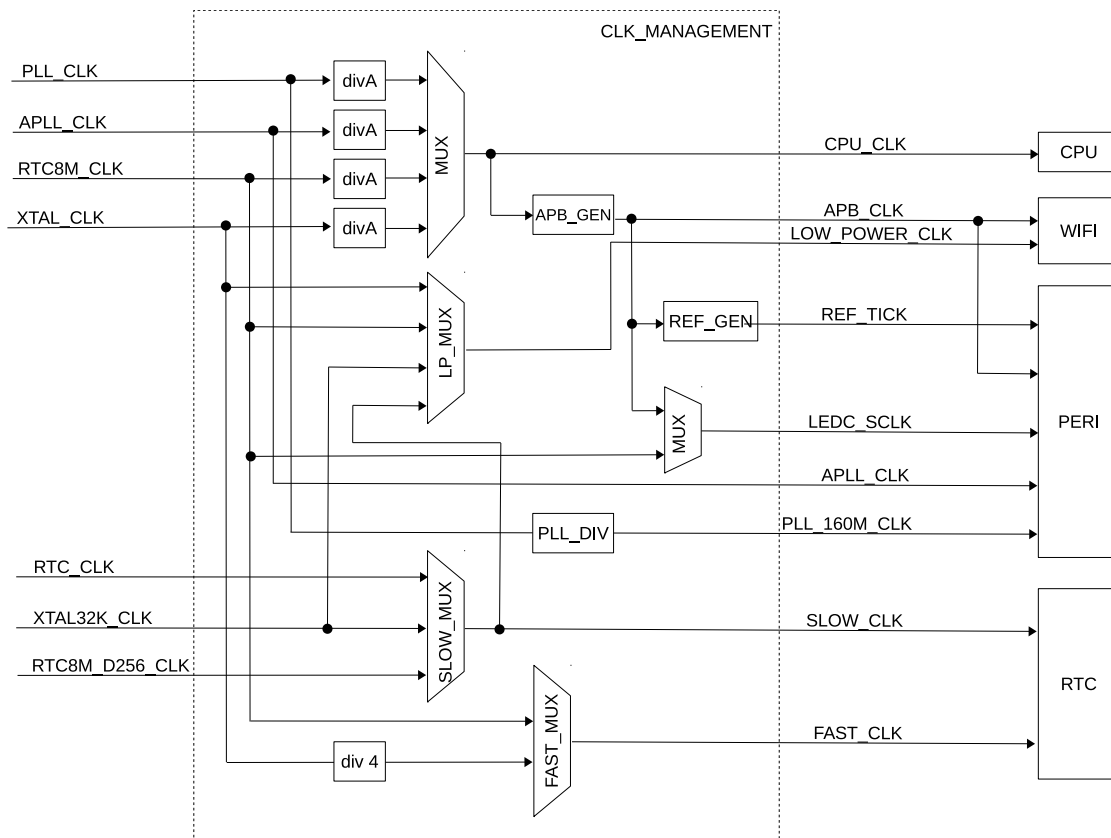 CLK_MANAGEMENT
PLL_CLK
divA
APLL_CLK
divA
MUX
CPU_CLK
CPU
RTC8M_CLK
divA
XTAL_CLK
divA
APB_GEN
APB_CLK
WIFI
LOW_POWER_CLK
LP_MUX
REF_GEN
REF_TICK
MUX
LEDC_SCLK
PERI
APLL_CLK
PLL_DIV
PLL_160M_CLK
RTC_CLK
XTAL32K_CLK
SLOW_MUX
SLOW_CLK
RTC8M_D256_CLK
RTC
FAST_MUX
FAST_CLK
div 4